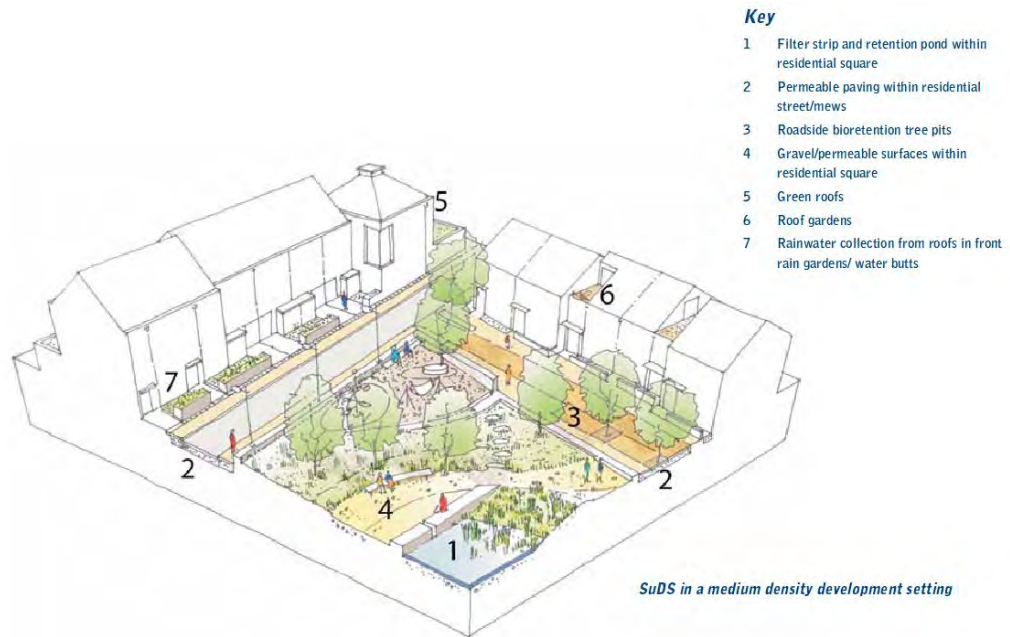 Key
1 Filter strip and retention pond within
residential square
2 Permeable paving within residential
street/mews
3 Roadside bioretention tree pits
4 Gravel/permeable surfaces within
residential square
5 Green roofs
6 Roof gardens
7 Rainwater collection from roofs in front
rain gardens/ water butts
5
6
7
3
2
2
4
1
SuDS in a medium density development setting